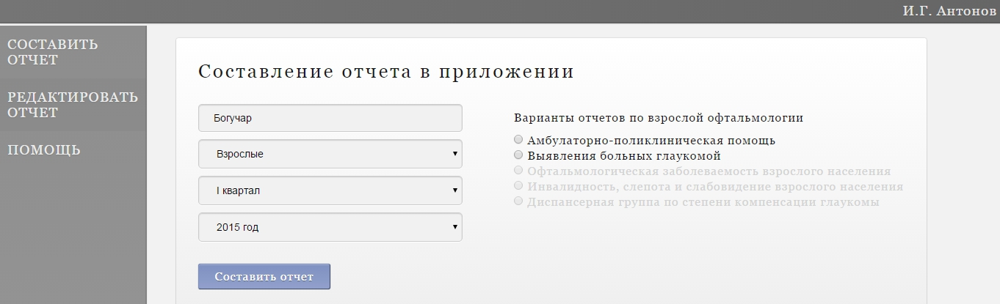 И.Г. Антонов
СОСТАВИТЬ
ОТЧЕТ
РЕДАКТИРОВАТЬ
ОТЧЕТ
ПОМОЩЬ
Составление отчета в приложении
Богучар
Взрослые
I квартал
2015 год
Составить отчет
Варианты отчетов по взрослой офтальмологии
Амбулаторно-поликлиническая помощь
Выявления больных глаукомой
Офтальмологическая заболеваемость взрослого населения
Инвалидность, слепота и слабовидение взрослого населения
Диспансерная группа по степени компенсации глаукомы